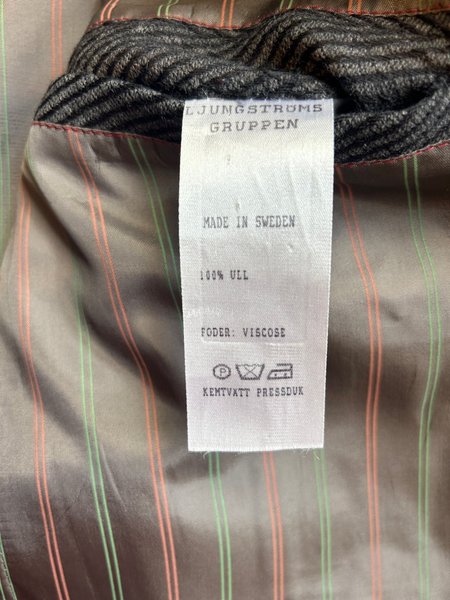 LJUNGSTRÖMS
GRUPPEN
MADE IN SWEDEN
100% ULL
FODER: VISCOSE
P
KEMTVÄTT PRESSDUK